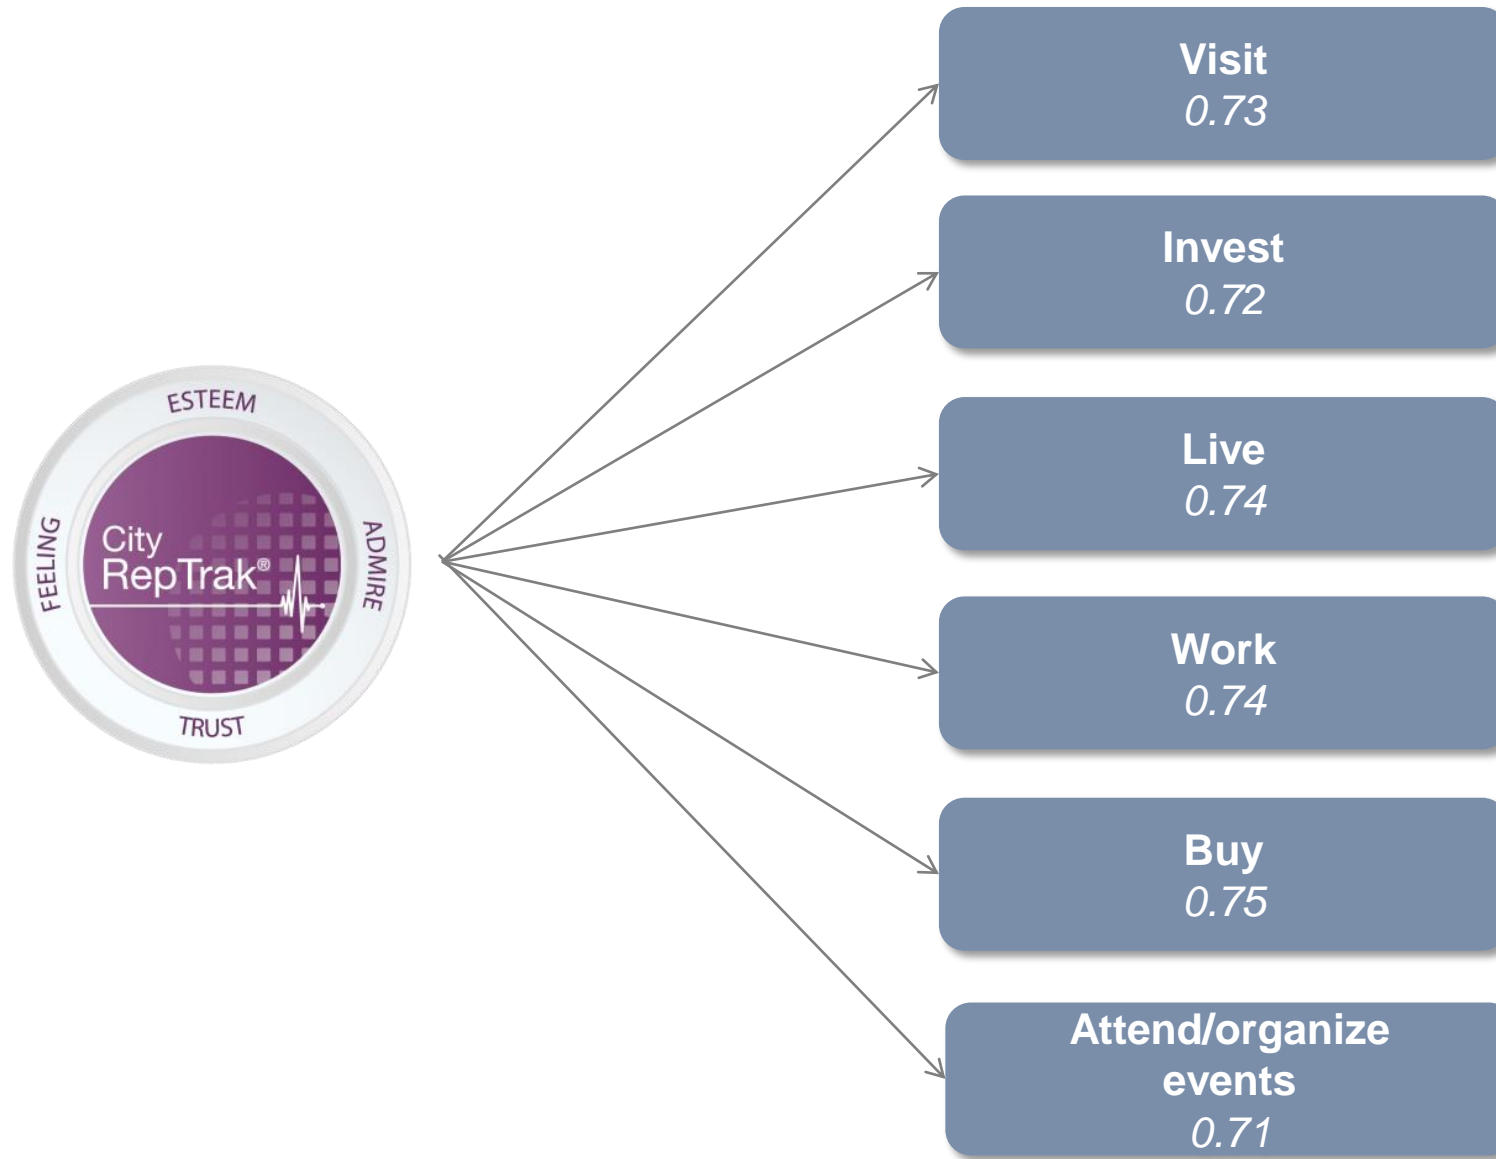 ESTEEM
FEELING
ADMIRE
City
RepTrak®
TRUST
Visit
0.73
Invest
0.72
Live
0.74
Work
0.74
Buy
0.75
Attend/organize
events
0.71